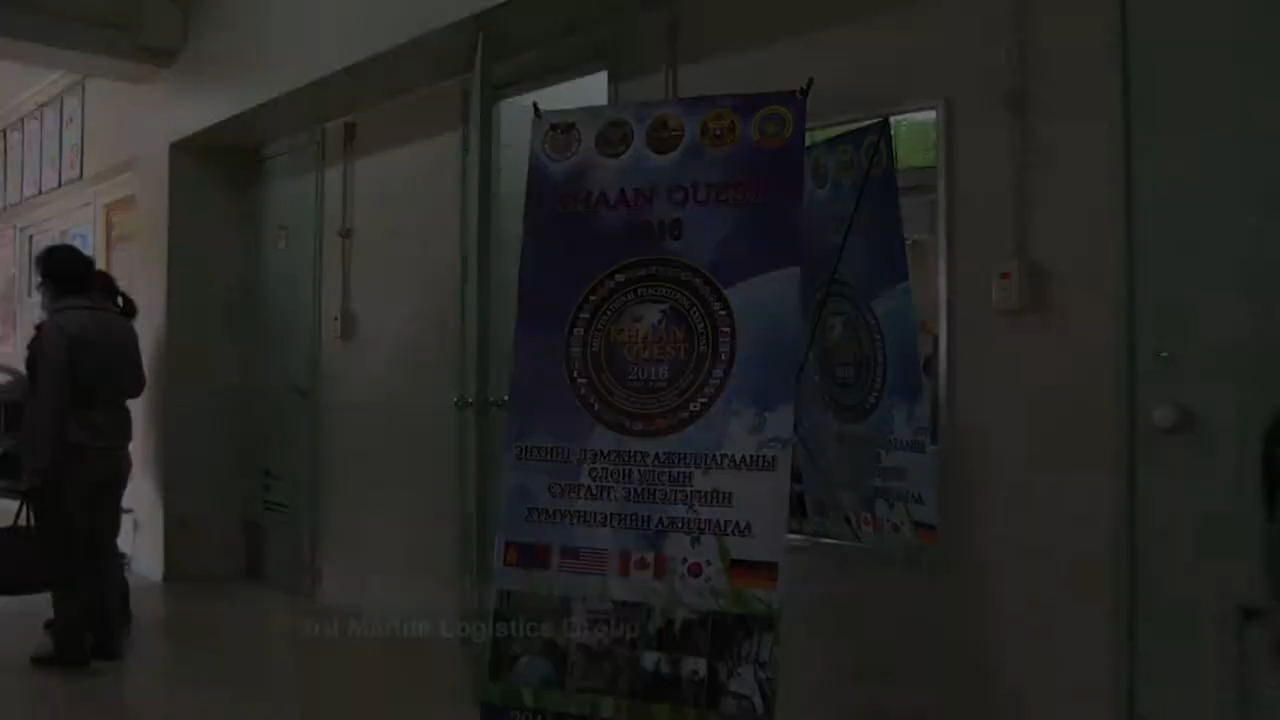 KHAAN QUEST
2016
MULTINATIONAL PEACEKEEPING EXERCISE
KHAAN
QUEST
2016
ЭНХИЙГ ДЭМЖИХ АЖИЛЛАГААНЫ
ОЛОН УЛСЫН
СУРГАЛТ, ЭМНЭЛЭГИЙН
ХҮМҮҮНЛЭГИЙН АЖИЛЛАГАА
3rd Marine Logistics Group